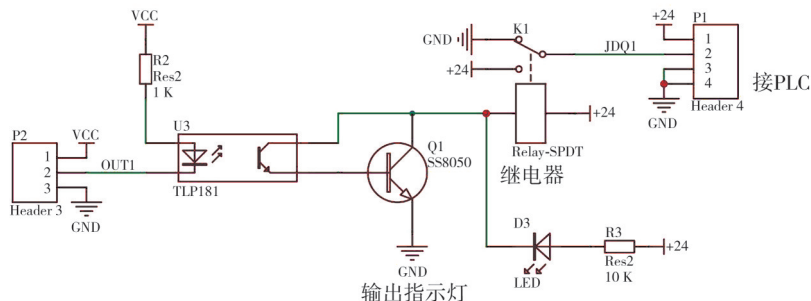 VCC
R2
Res2
1 K
P2
VCC
1
2
3
OUT1
Header 3
GND
U3
TLP181
Q1
SS8050
GND
输出指示灯
GND
K1
+24
JDQ1
+24
Relay-SPDT
继电器
D3
LED
R3
Res2
10 K
+24
+24
P1
1
2
3
4
Header 4
GND
接PLC